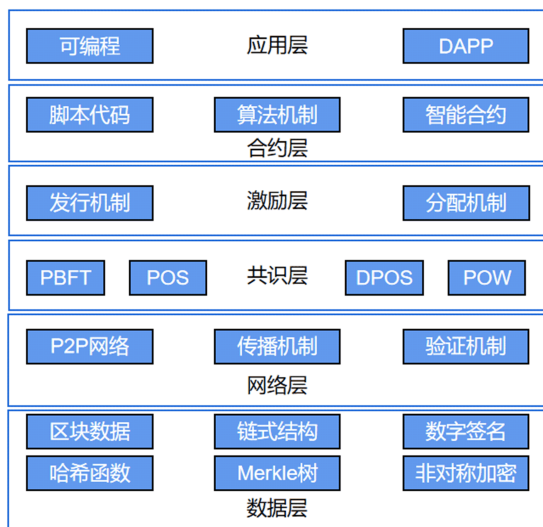 可编程 应用层 DAPP
脚本代码 算法机制 智能合约
合约层
发行机制 激励层 分配机制
PBFT POS 共识层 DPOS POW
P2P网络 传播机制 验证机制
网络层
区块数据 链式结构 数字签名
哈希函数 Merkle树 非对称加密
数据层